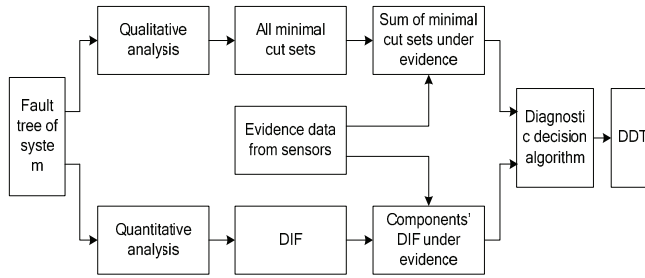 Qualitative
analysis
All minimal
cut sets
Sum of minimal
cut sets under
evidence
Fault
tree of
syste
m
Evidence data
from sensors
Diagnosti
c decision
algorithm
DDT
Quantitative
analysis
DIF
Components'
DIF under
evidence